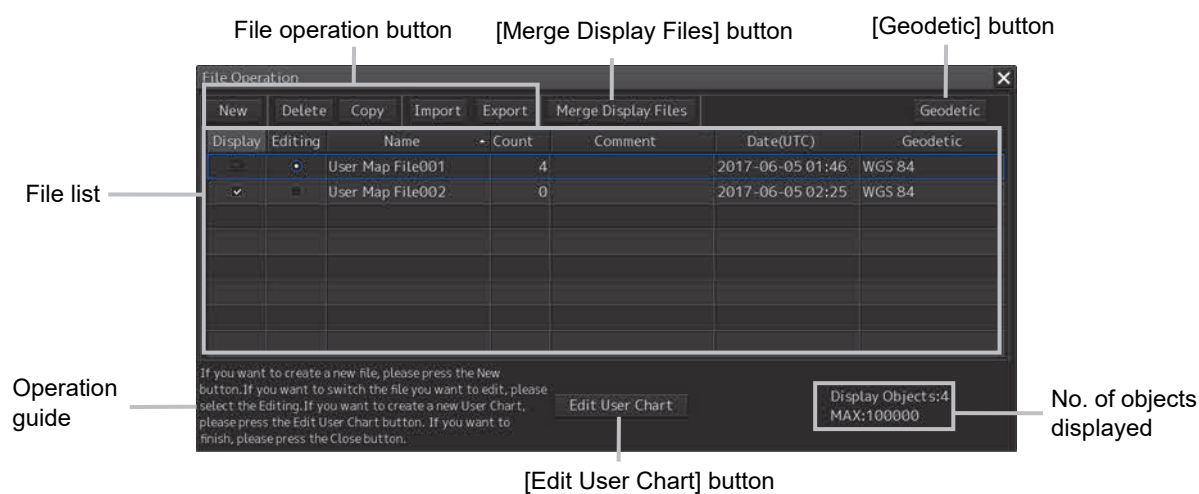 File operation button
[Merge Display Files] button
[Geodetic] button
File Operation
New Delete Copy Import Export Merge Display Files Geodetic
Display Editing Name Count Comment Date(UTC) Geodetic
User Map File001 4 2017-06-05 01:46 WGS 84
User Map File002 0 2017-06-05 02:25 WGS 84
File list
If you want to create a new file, please press the New
button.If you want to switch the file you want to edit, please
select the Editing.If you want to create a new User Chart,
please press the Edit User Chart button. If you want to
finish, please press the Close button.
Operation
guide
Edit User Chart
Display Objects:4
MAX:100000
No. of objects
displayed
[Edit User Chart] button